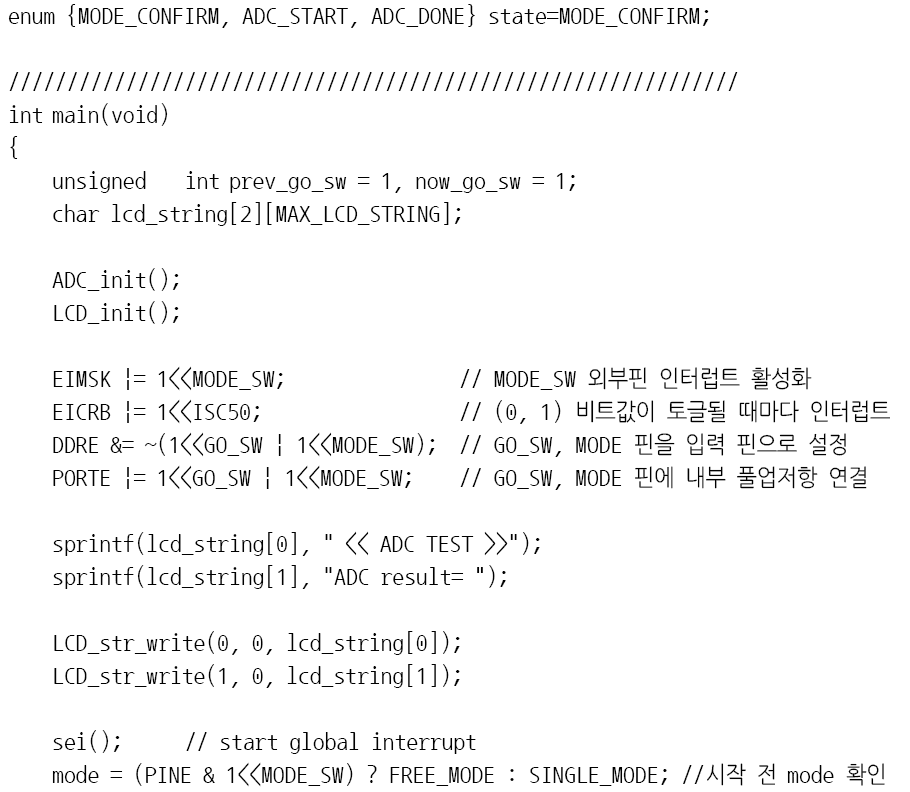 enum {MODE_CONFIRM, ADC_START, ADC_DONE} state=MODE_CONFIRM;
//////////////////////////////////////////////////////////////
int main(void)
{
    unsigned   int prev_go_sw = 1, now_go_sw = 1;
    char lcd_string[2][MAX_LCD_STRING];
    ADC_init();
    LCD_init();
    EIMSK |= 1<<MODE_SW;                // MODE_SW 외부핀 인터럽트 활성화
    EICRB |= 1<<ISC50;                  // (0, 1) 비트값이 토글될 때마다 인터럽트
    DDRE &= ~(1<<GO_SW | 1<<MODE_SW);  // GO_SW, MODE 핀을 입력 핀으로 설정
    PORTE |= 1<<GO_SW | 1<<MODE_SW;    // GO_SW, MODE 핀에 내부 풀업저항 연결
    sprintf(lcd_string[0], " << ADC TEST >>");
    sprintf(lcd_string[1], "ADC result= ");
    LCD_str_write(0, 0, lcd_string[0]);
    LCD_str_write(1, 0, lcd_string[1]);
    sei();     // start global interrupt
    mode = (PINE & 1<<MODE_SW) ? FREE_MODE : SINGLE_MODE; //시작 전 mode 확인